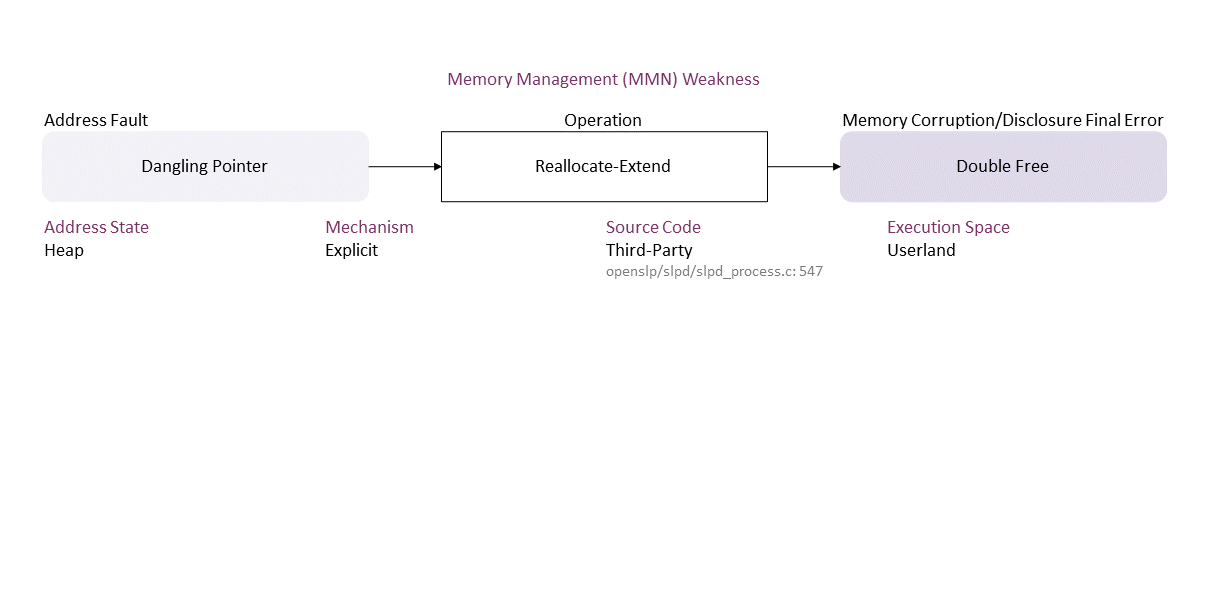 Memory Management (MMN) Weakness
Address Fault
Operation
Memory Corruption/Disclosure Final Error
Dangling Pointer
Reallocate-Extend
Double Free
Address State
Mechanism
Source Code
Execution Space
Heap
Explicit
Third-Party
Userland
openslp/slpd/slpd_process.c: 547